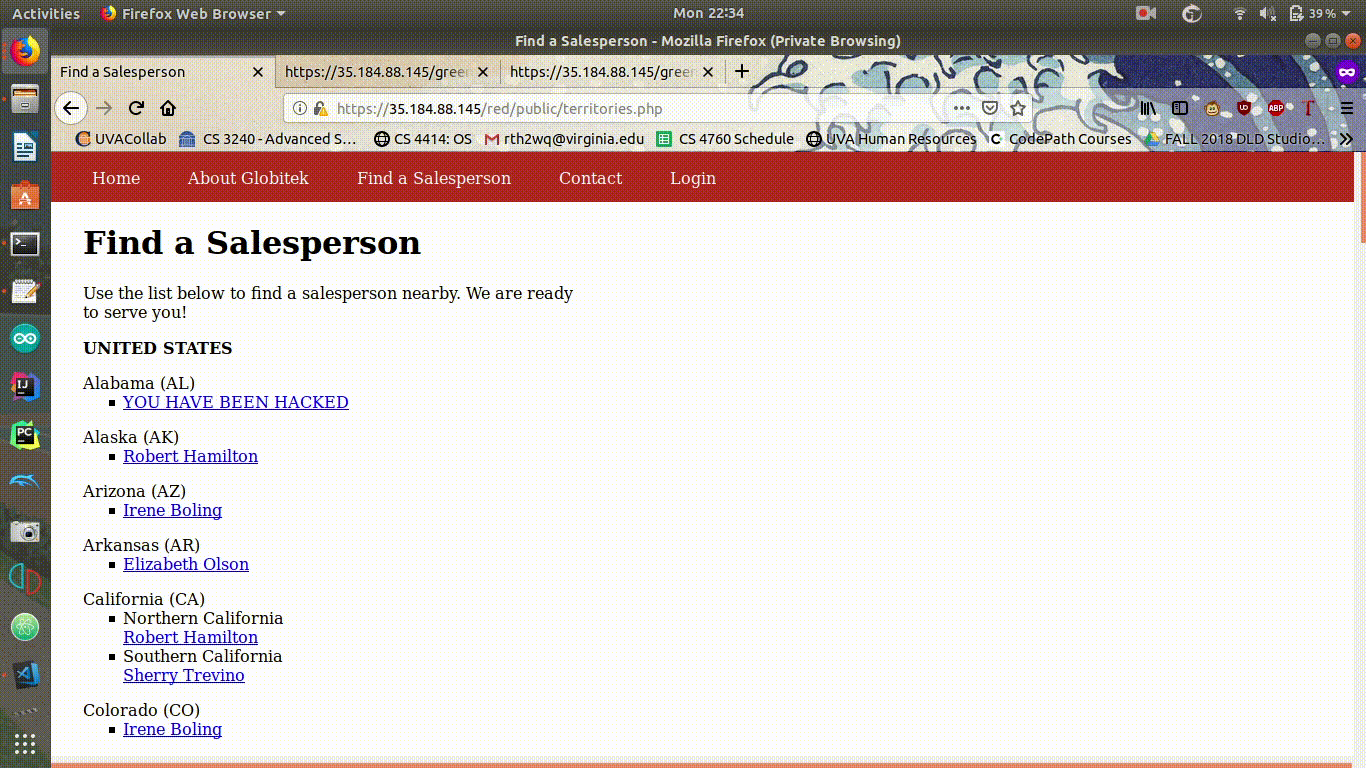 Activities Firefox Web Browser Mon 22:34 39%
Find a Salesperson - Mozilla Firefox (Private Browsing)
Find a Salesperson https://35.184.88.145/gree https://35.184.88.145/gree
https://35.184.88.145/red/public/territories.php
UVACollab CS 3240 - Advanced S... CS 4414: OS rth2wq@virginia.edu CS 4760 Schedule UVA Human Resources CodePath Courses FALL 2018 DLD Studio...
Home About Globitek Find a Salesperson Contact Login
Find a Salesperson
Use the list below to find a salesperson nearby. We are ready
to serve you!
UNITED STATES
Alabama (AL)
YOU HAVE BEEN HACKED
Alaska (AK)
Robert Hamilton
Arizona (AZ)
Irene Boling
Arkansas (AR)
Elizabeth Olson
California (CA)
Northern California
Robert Hamilton
Southern California
Sherry Trevino
Colorado (CO)
Irene Boling